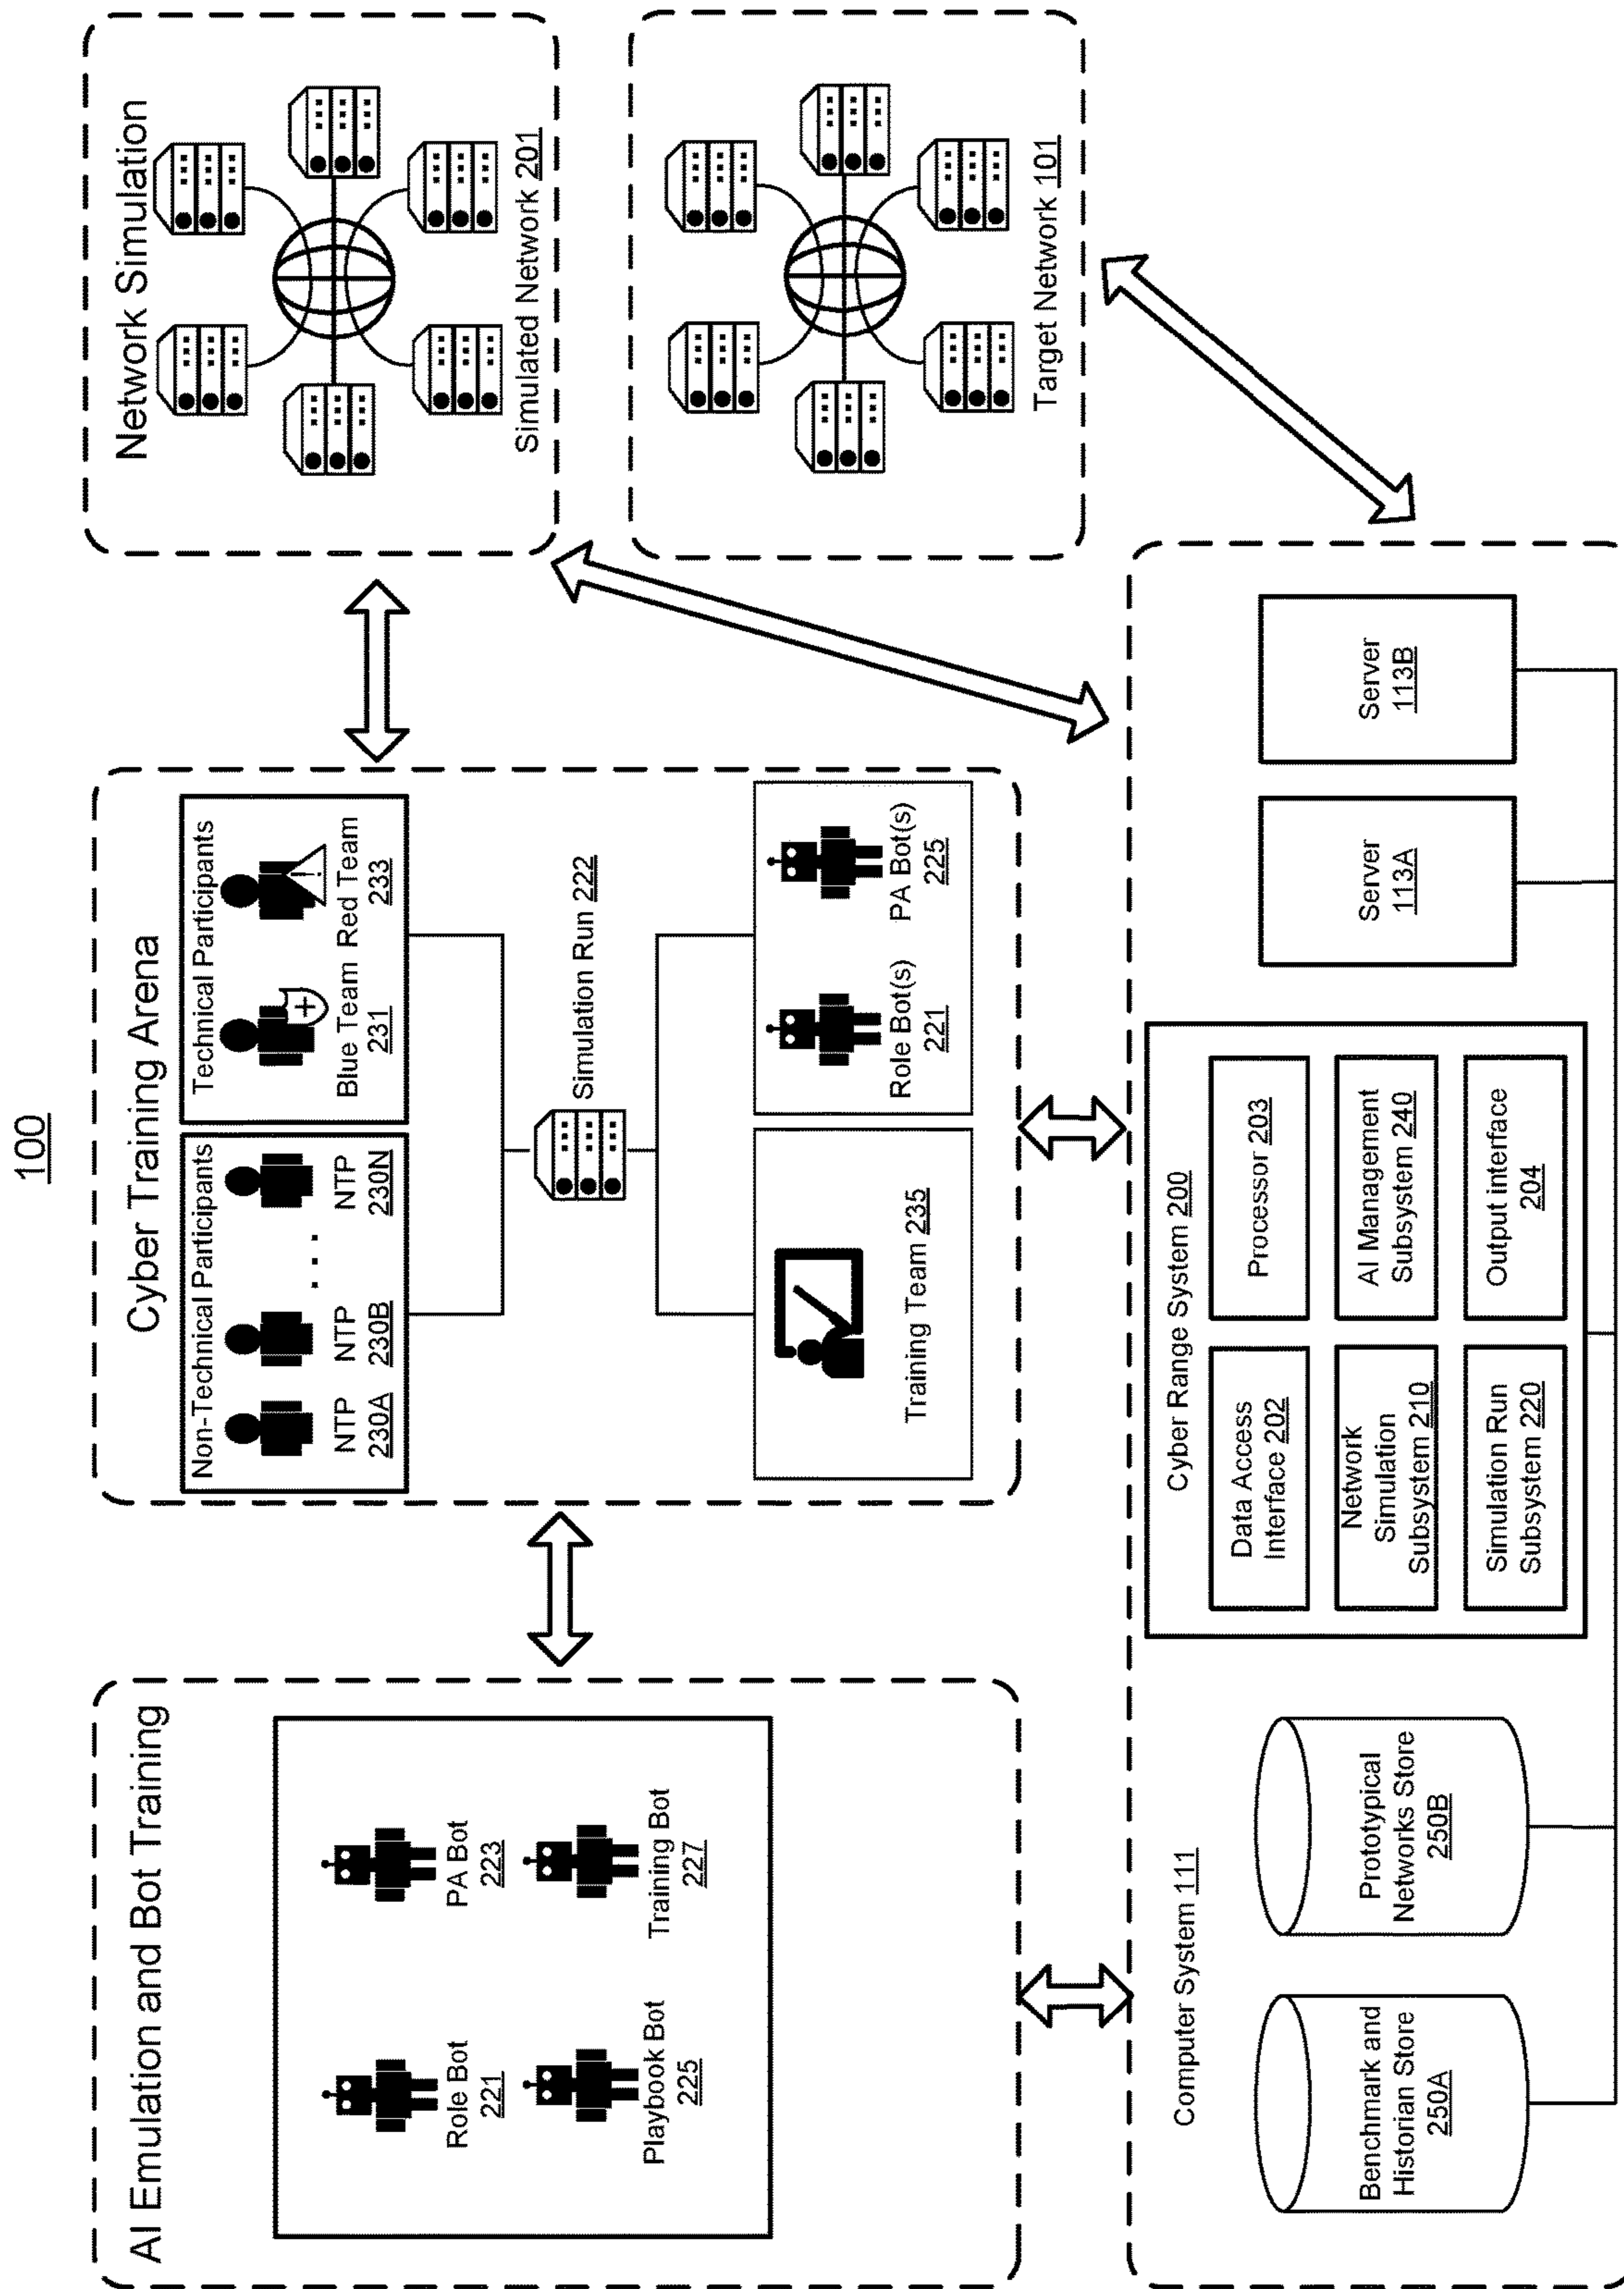 100
AI Emulation and Bot Training
Role Bot
221
PA Bot
223
Playbook Bot
225
Training Bot
227
Cyber Training Arena
Non-Technical Participants
NTP
230A
NTP
230B
. . .
NTP
230N
Technical Participants
Blue Team
231
Red Team
233
Simulation Run 222
Training Team 235
Role Bot(s)
221
PA Bot(s)
225
Network Simulation
Simulated Network 201
Target Network 101
Computer System 111
Benchmark and
Historian Store
250A
Prototypical
Networks Store
250B
Cyber Range System 200
Data Access
Interface 202
Processor 203
Network
Simulation
Subsystem 210
AI Management
Subsystem 240
Simulation Run
Subsystem 220
Output interface
204
Server
113A
Server
113B